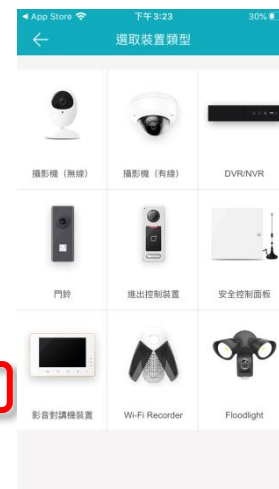 App Store 下午3:23 30%
選取裝置類型
攝影機 (無線) 攝影機 (有線) DVR/NVR
門鈴 進出控制裝置 安全控制面板
影音對講機裝置 Wi-Fi Recorder Floodlight